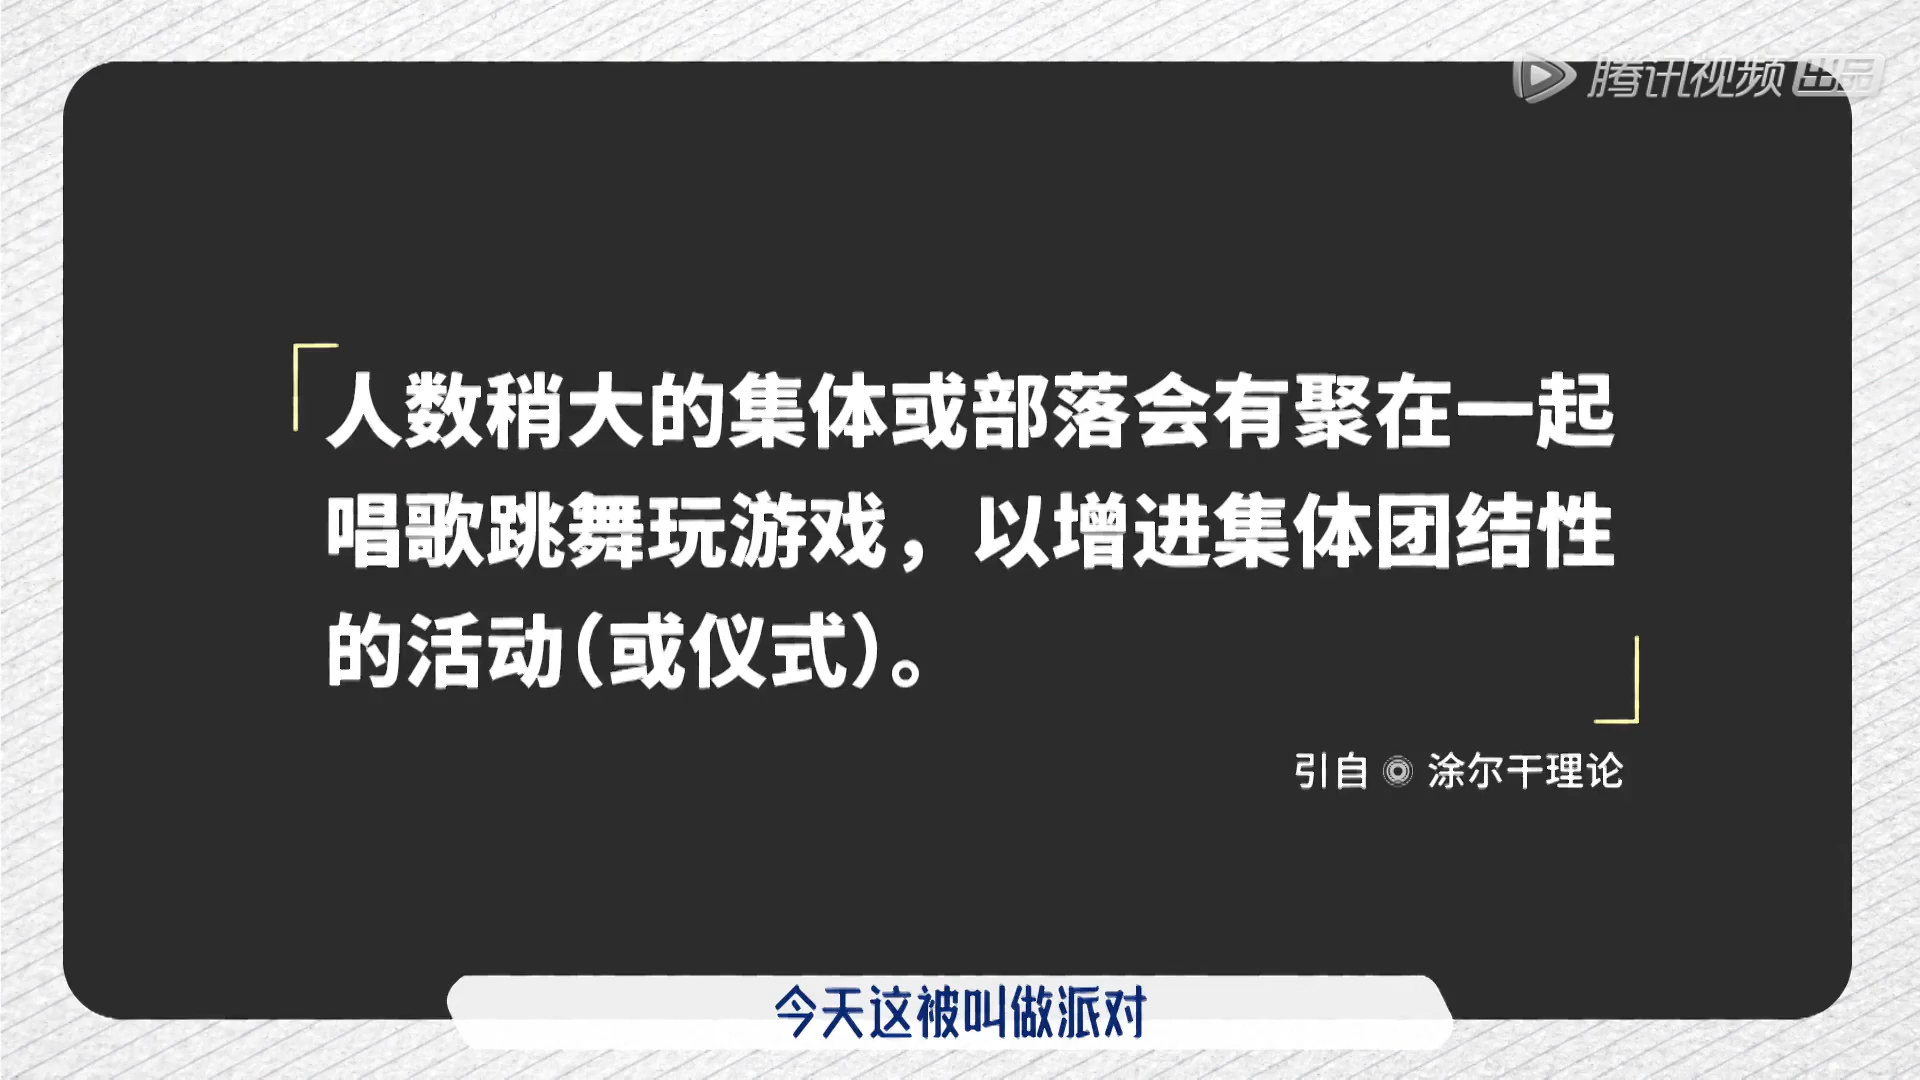 腾讯视频 出品
人数稍大的集体或部落会有聚在一起
唱歌跳舞玩游戏，以增进集体团结性
的活动（或仪式）。
引自 涂尔干理论
今天这被叫做派对